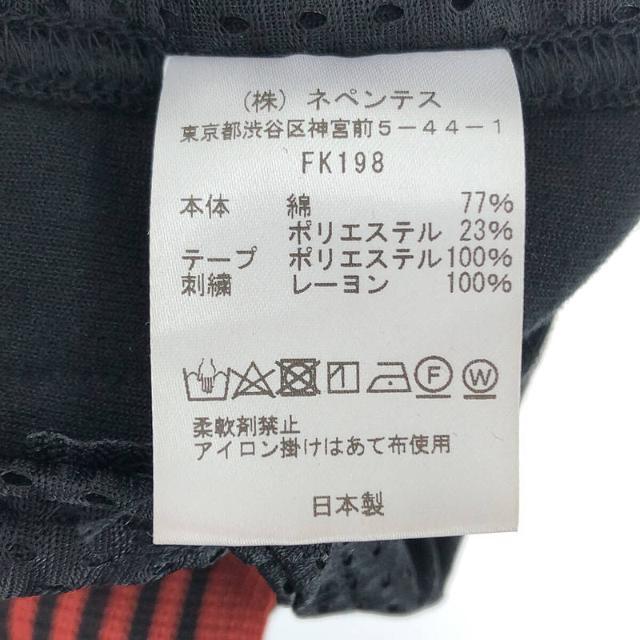 (株) ネペンテス
東京都渋谷区神宮前5-44-1
FK198
本体 綿 77%
ポリエステル 23%
テープ ポリエステル 100%
刺繍 レーヨン 100%
F W
柔軟剤禁止
アイロン掛けはあて布使用
日本製